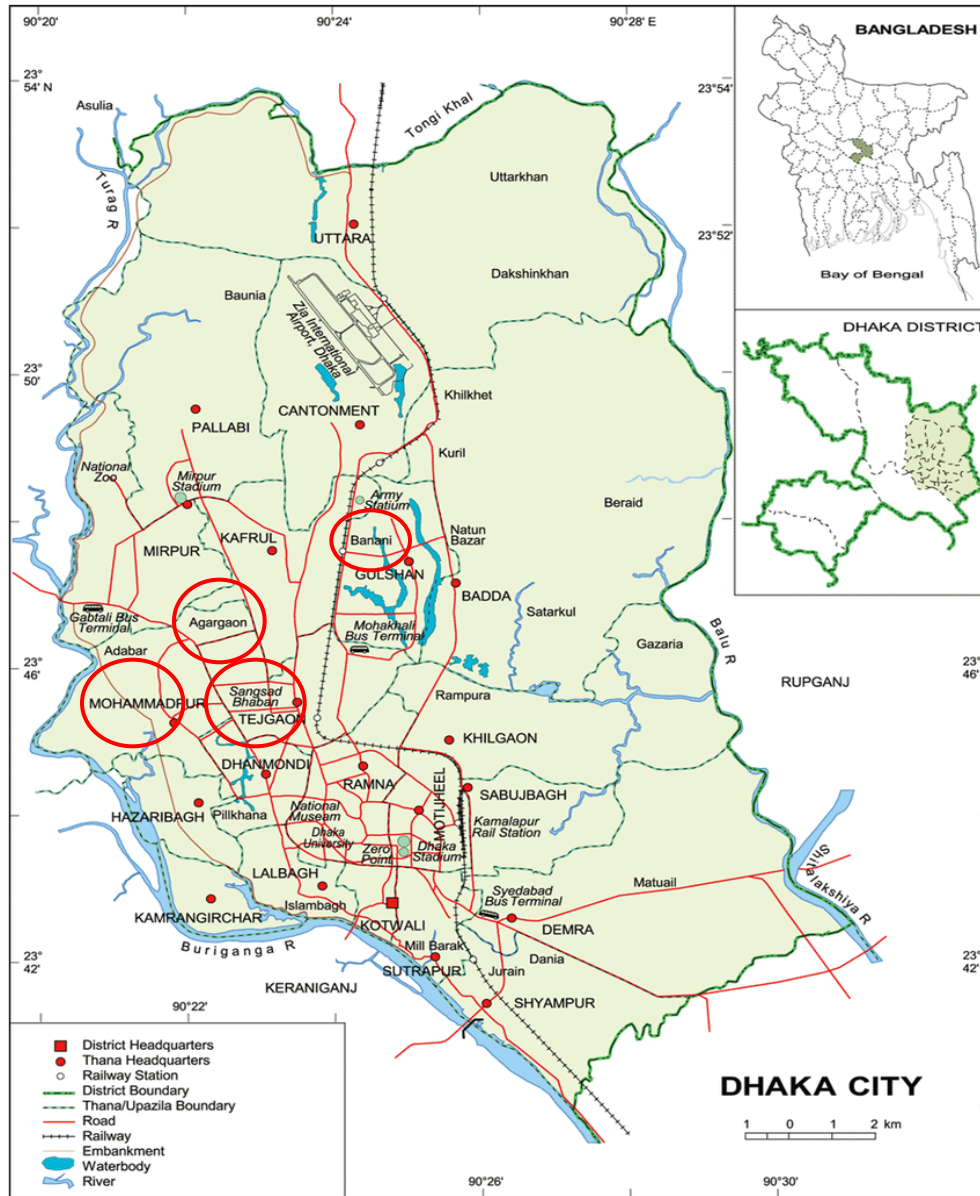 90°20'
90°24'
90°28' E
23°
54' N
23°54'
Asulia
Tongi Khal
Turag R
Uttarkhan
UTTARA
23°52'
Dakshinkhan
Baunia
Zia International
Airport, Dhaka
23°
50'
Khilkhet
CANTONMENT
PALLABI
Kuril
National
Zoo
Mirpur
Stadium
Army
Statium
Beraid
Natun
Bazar
Banani
KAFRUL
MIRPUR
GULSHAN
BADDA
Satarkul
Gabtali Bus
Terminal
Agargaon
Mohakhali
Bus Terminal
Balu R
Gazaria
Adabar
23°
46'
23°
46'
RUPGANJ
MOHAMMADPUR
Sangsad
Bhaban
TEJGAON
Rampura
KHILGAON
DHANMONDI
RAMNA
MOTIJHEEL
SABUJBAGH
HAZARIBAGH
Pillkhana
National
Museam
Dhaka
University
Zero
Point
Dhaka
Stadium
Kamalapur
Rail Station
Shitalakshiya R
LALBAGH
Islambagh
Matuail
Syedabad
Bus Terminal
KAMRANGIRCHAR
KOTWALI
DEMRA
Buriganga R
Mill Barak
Dania
23°
42'
23°
42'
SUTRAPUR
Jurain
KERANIGANJ
SHYAMPUR
90°22'
90°26'
90°30'
District Headquarters
Thana Headquarters
Railway Station
District Boundary
Thana/Upazila Boundary
Road
Railway
Embankment
Waterbody
River
DHAKA CITY
1 0 1 2 km
BANGLADESH
Bay of Bengal
DHAKA DISTRICT